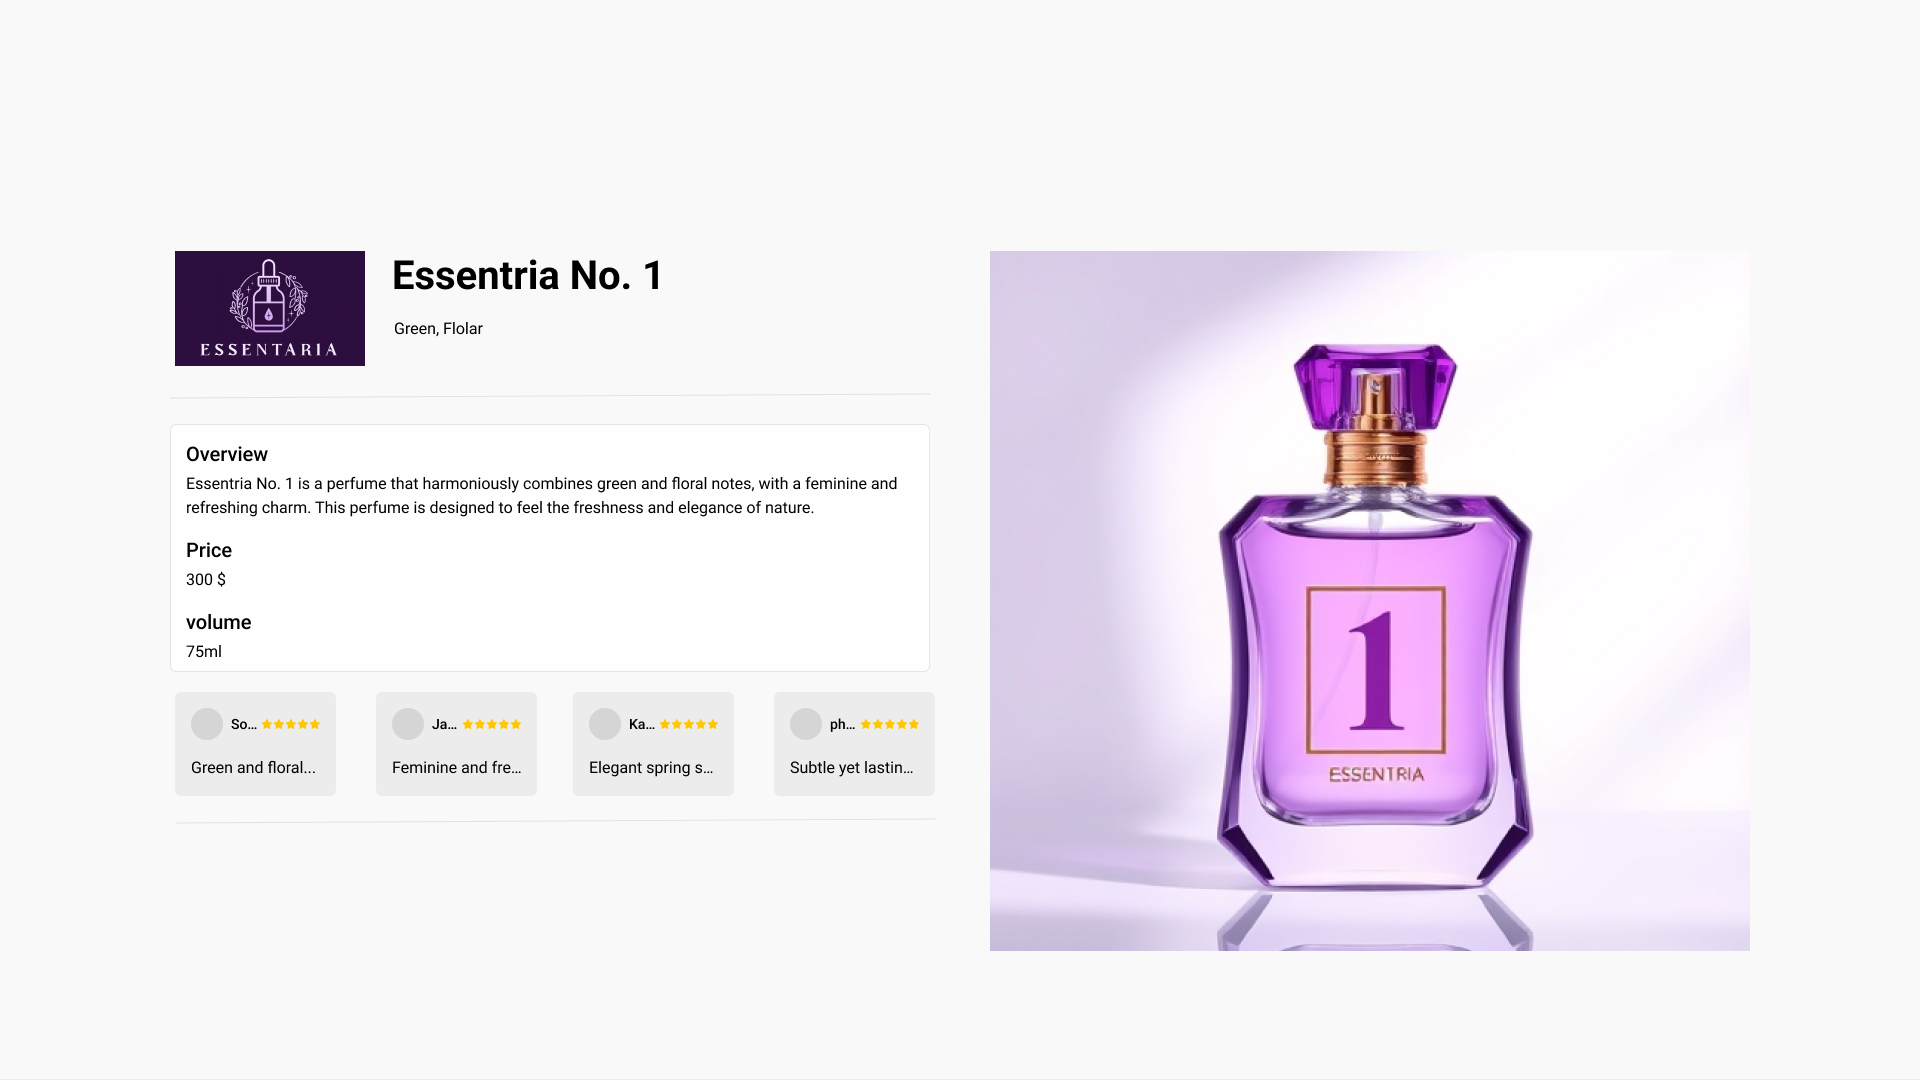 ESSENTARIA
Essentria No. 1
Green, Flolar
Overview
Essentria No. 1 is a perfume that harmoniously combines green and floral notes, with a feminine and
refreshing charm. This perfume is designed to feel the freshness and elegance of nature.
Price
300 $
volume
75ml
So...
Green and floral...
Ja...
Feminine and fre...
Ka...
Elegant spring s...
ph...
Subtle yet lastin...
1
ESSENTRIA